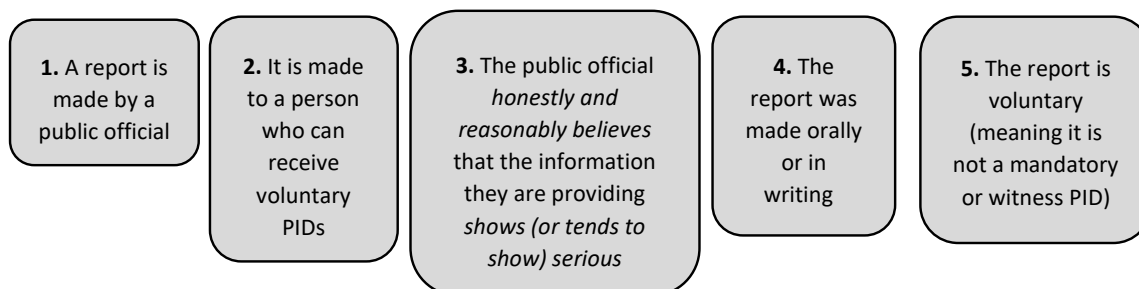 1. A report is
made by a
public official
2. It is made
to a person
who can
receive
voluntary
PIDs
3. The public official
honestly and
reasonably believes
that the information
they are providing
shows (or tends to
show) serious
4. The
report was
made orally
or in
writing
5. The report is
voluntary
(meaning it is
not a mandatory
or witness PID)